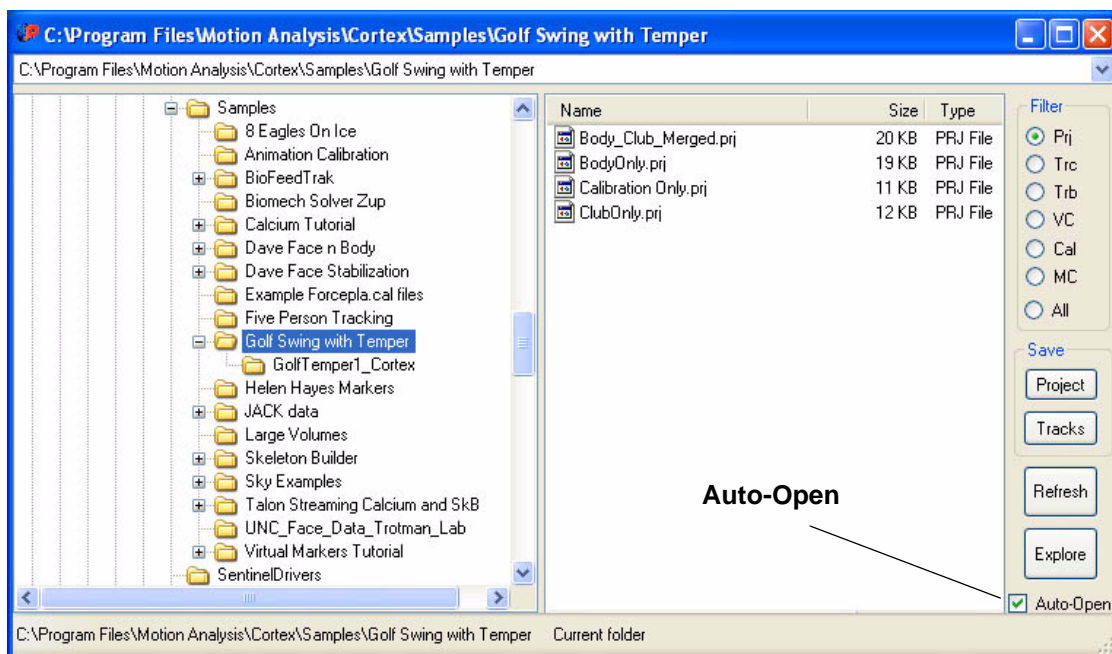 C:\Program Files\Motion Analysis\Cortex\Samples\Golf Swing with Temper
C:\Program Files\Motion Analysis\Cortex\Samples\Golf Swing with Temper
Samples
8 Eagles On Ice
Animation Calibration
BioFeedTrak
Biomech Solver Zup
Calcium Tutorial
Dave Face n Body
Dave Face Stabilization
Example Forcepla.cal files
Five Person Tracking
Golf Swing with Temper
GolfTemper1_Cortex
Helen Hayes Markers
JACK data
Large Volumes
Skeleton Builder
Sky Examples
Talon Streaming Calcium and SkB
UNC_Face_Data_Trotman_Lab
Virtual Markers Tutorial
SentinelDrivers
Name Size Type
Body_Club_Merged.prj 20 KB PRJ File
BodyOnly.prj 19 KB PRJ File
Calibration Only.prj 11 KB PRJ File
ClubOnly.prj 12 KB PRJ File
Auto-Open
Filter
Prj
Trc
Trb
VC
Cal
MC
All
Save
Project
Tracks
Refresh
Explore
Auto-Open
C:\Program Files\Motion Analysis\Cortex\Samples\Golf Swing with Temper Current folder